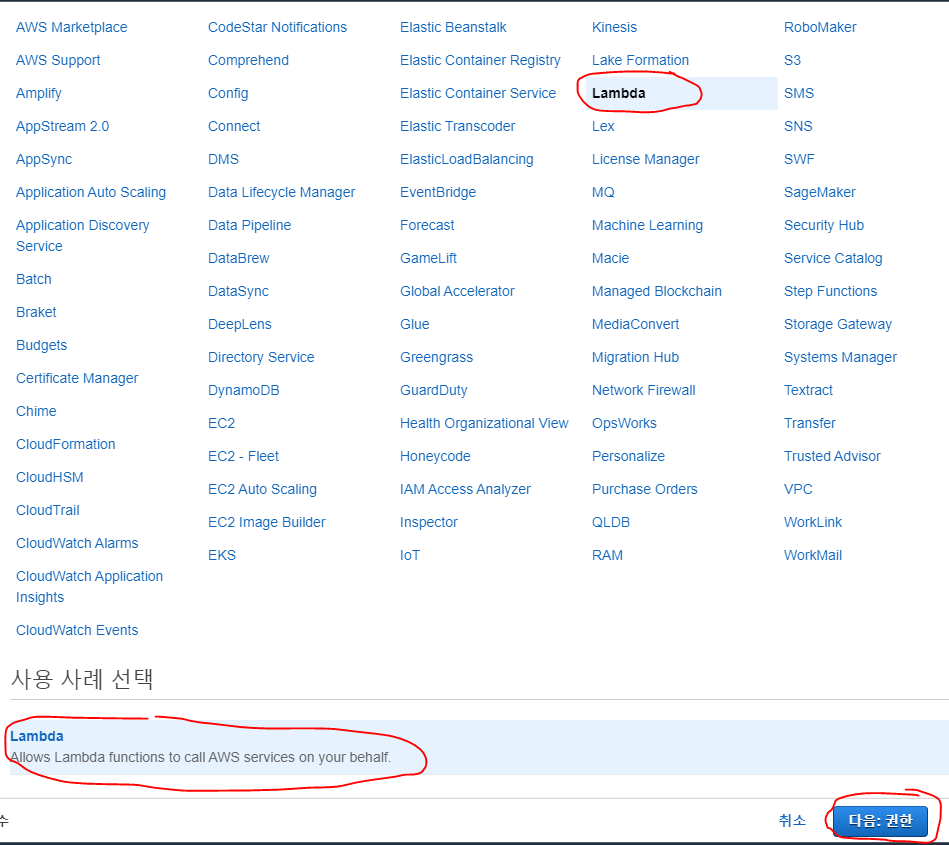 AWS Marketplace
AWS Support
Amplify
AppStream 2.0
AppSync
Application Auto Scaling
Application Discovery
Service
Batch
Braket
Budgets
Certificate Manager
Chime
CloudFormation
CloudHSM
CloudTrail
CloudWatch Alarms
CloudWatch Application
Insights
CloudWatch Events
CodeStar Notifications
Comprehend
Config
Connect
DMS
Data Lifecycle Manager
Data Pipeline
DataBrew
DataSync
DeepLens
Directory Service
DynamoDB
EC2
EC2 - Fleet
EC2 Auto Scaling
EC2 Image Builder
EKS
Elastic Beanstalk
Elastic Container Registry
Elastic Container Service
Elastic Transcoder
ElasticLoadBalancing
EventBridge
Forecast
GameLift
Global Accelerator
Glue
Greengrass
GuardDuty
Health Organizational View
Honeycode
IAM Access Analyzer
Inspector
IoT
Kinesis
Lake Formation
Lambda
Lex
License Manager
MQ
Machine Learning
Macie
Managed Blockchain
MediaConvert
Migration Hub
Network Firewall
OpsWorks
Personalize
Purchase Orders
QLDB
RAM
RoboMaker
S3
SMS
SNS
SWF
SageMaker
Security Hub
Service Catalog
Step Functions
Storage Gateway
Systems Manager
Textract
Transfer
Trusted Advisor
VPC
WorkLink
WorkMail
사용 사례 선택
Lambda
Allows Lambda functions to call AWS services on your behalf.
수 취소 다음: 권한